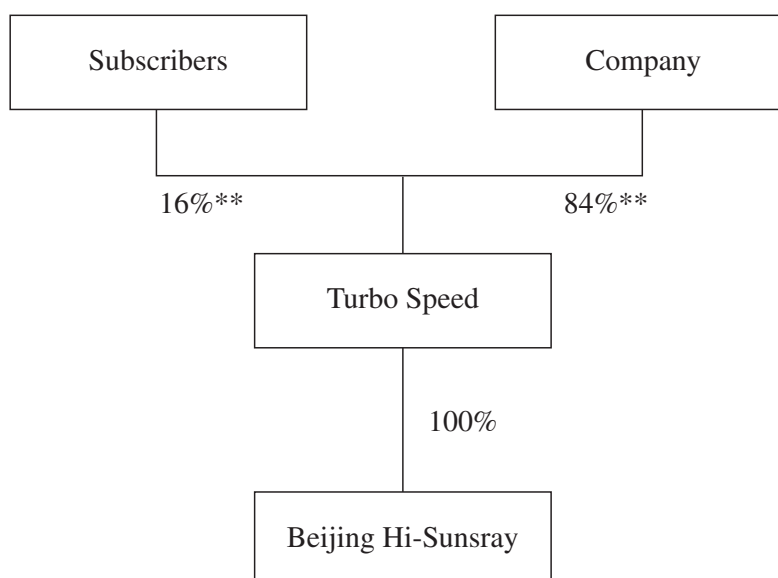 Subscribers
Company
16%**
84%**
Turbo Speed
100%
Beijing Hi-Sunsray